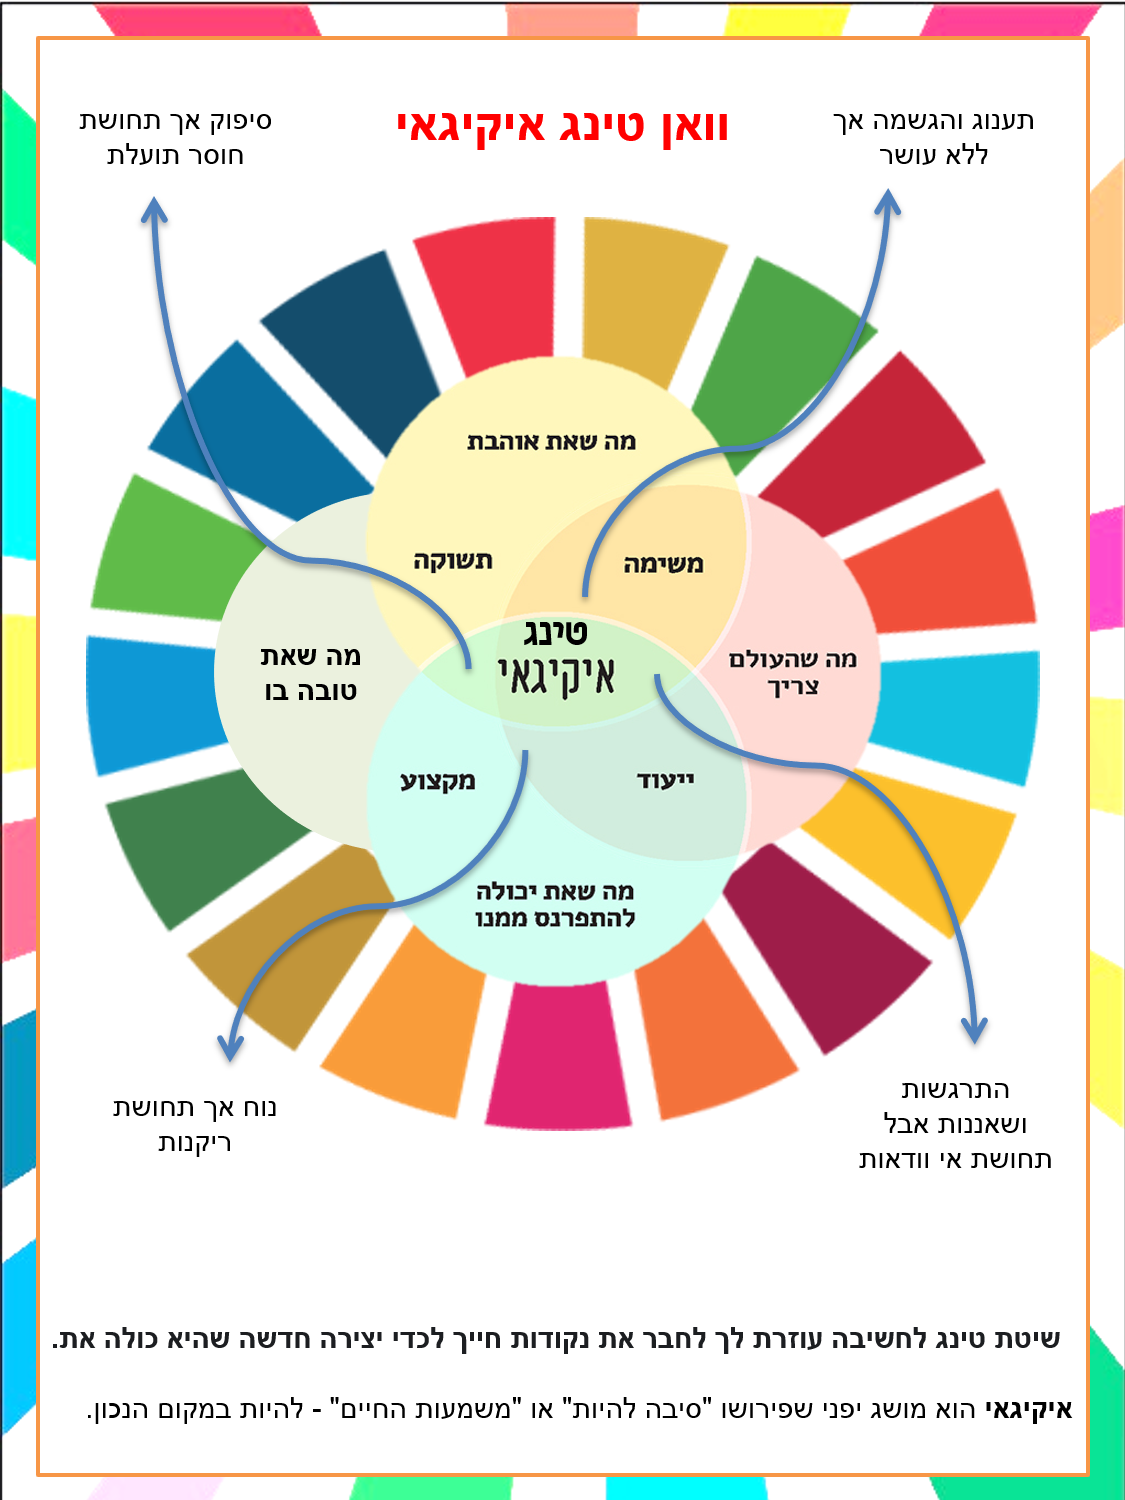 וואן טינג איקיגאי
תענוג והגשמה אך
ללא עושר
סיפוק אך תחושת
חוסר תועלת
מה שאת אוהבת
משימה
תשוקה
טינג
איקיגאי
מה שהעולם
צריך
מה שאת
טובה בו
ייעוד
מקצוע
מה שאת יכולה
להתפרנס ממנו
התרגשות
ושאננות אבל
תחושת אי וודאות
נוח אך תחושת
ריקנות
שיטת טינג לחשיבה עוזרת לך לחבר את נקודות חייך לכדי יצירה חדשה שהיא כולה את.
איקיגאי הוא מושג יפני שפירושו "סיבה להיות" או "משמעות החיים" - להיות במקום הנכון.